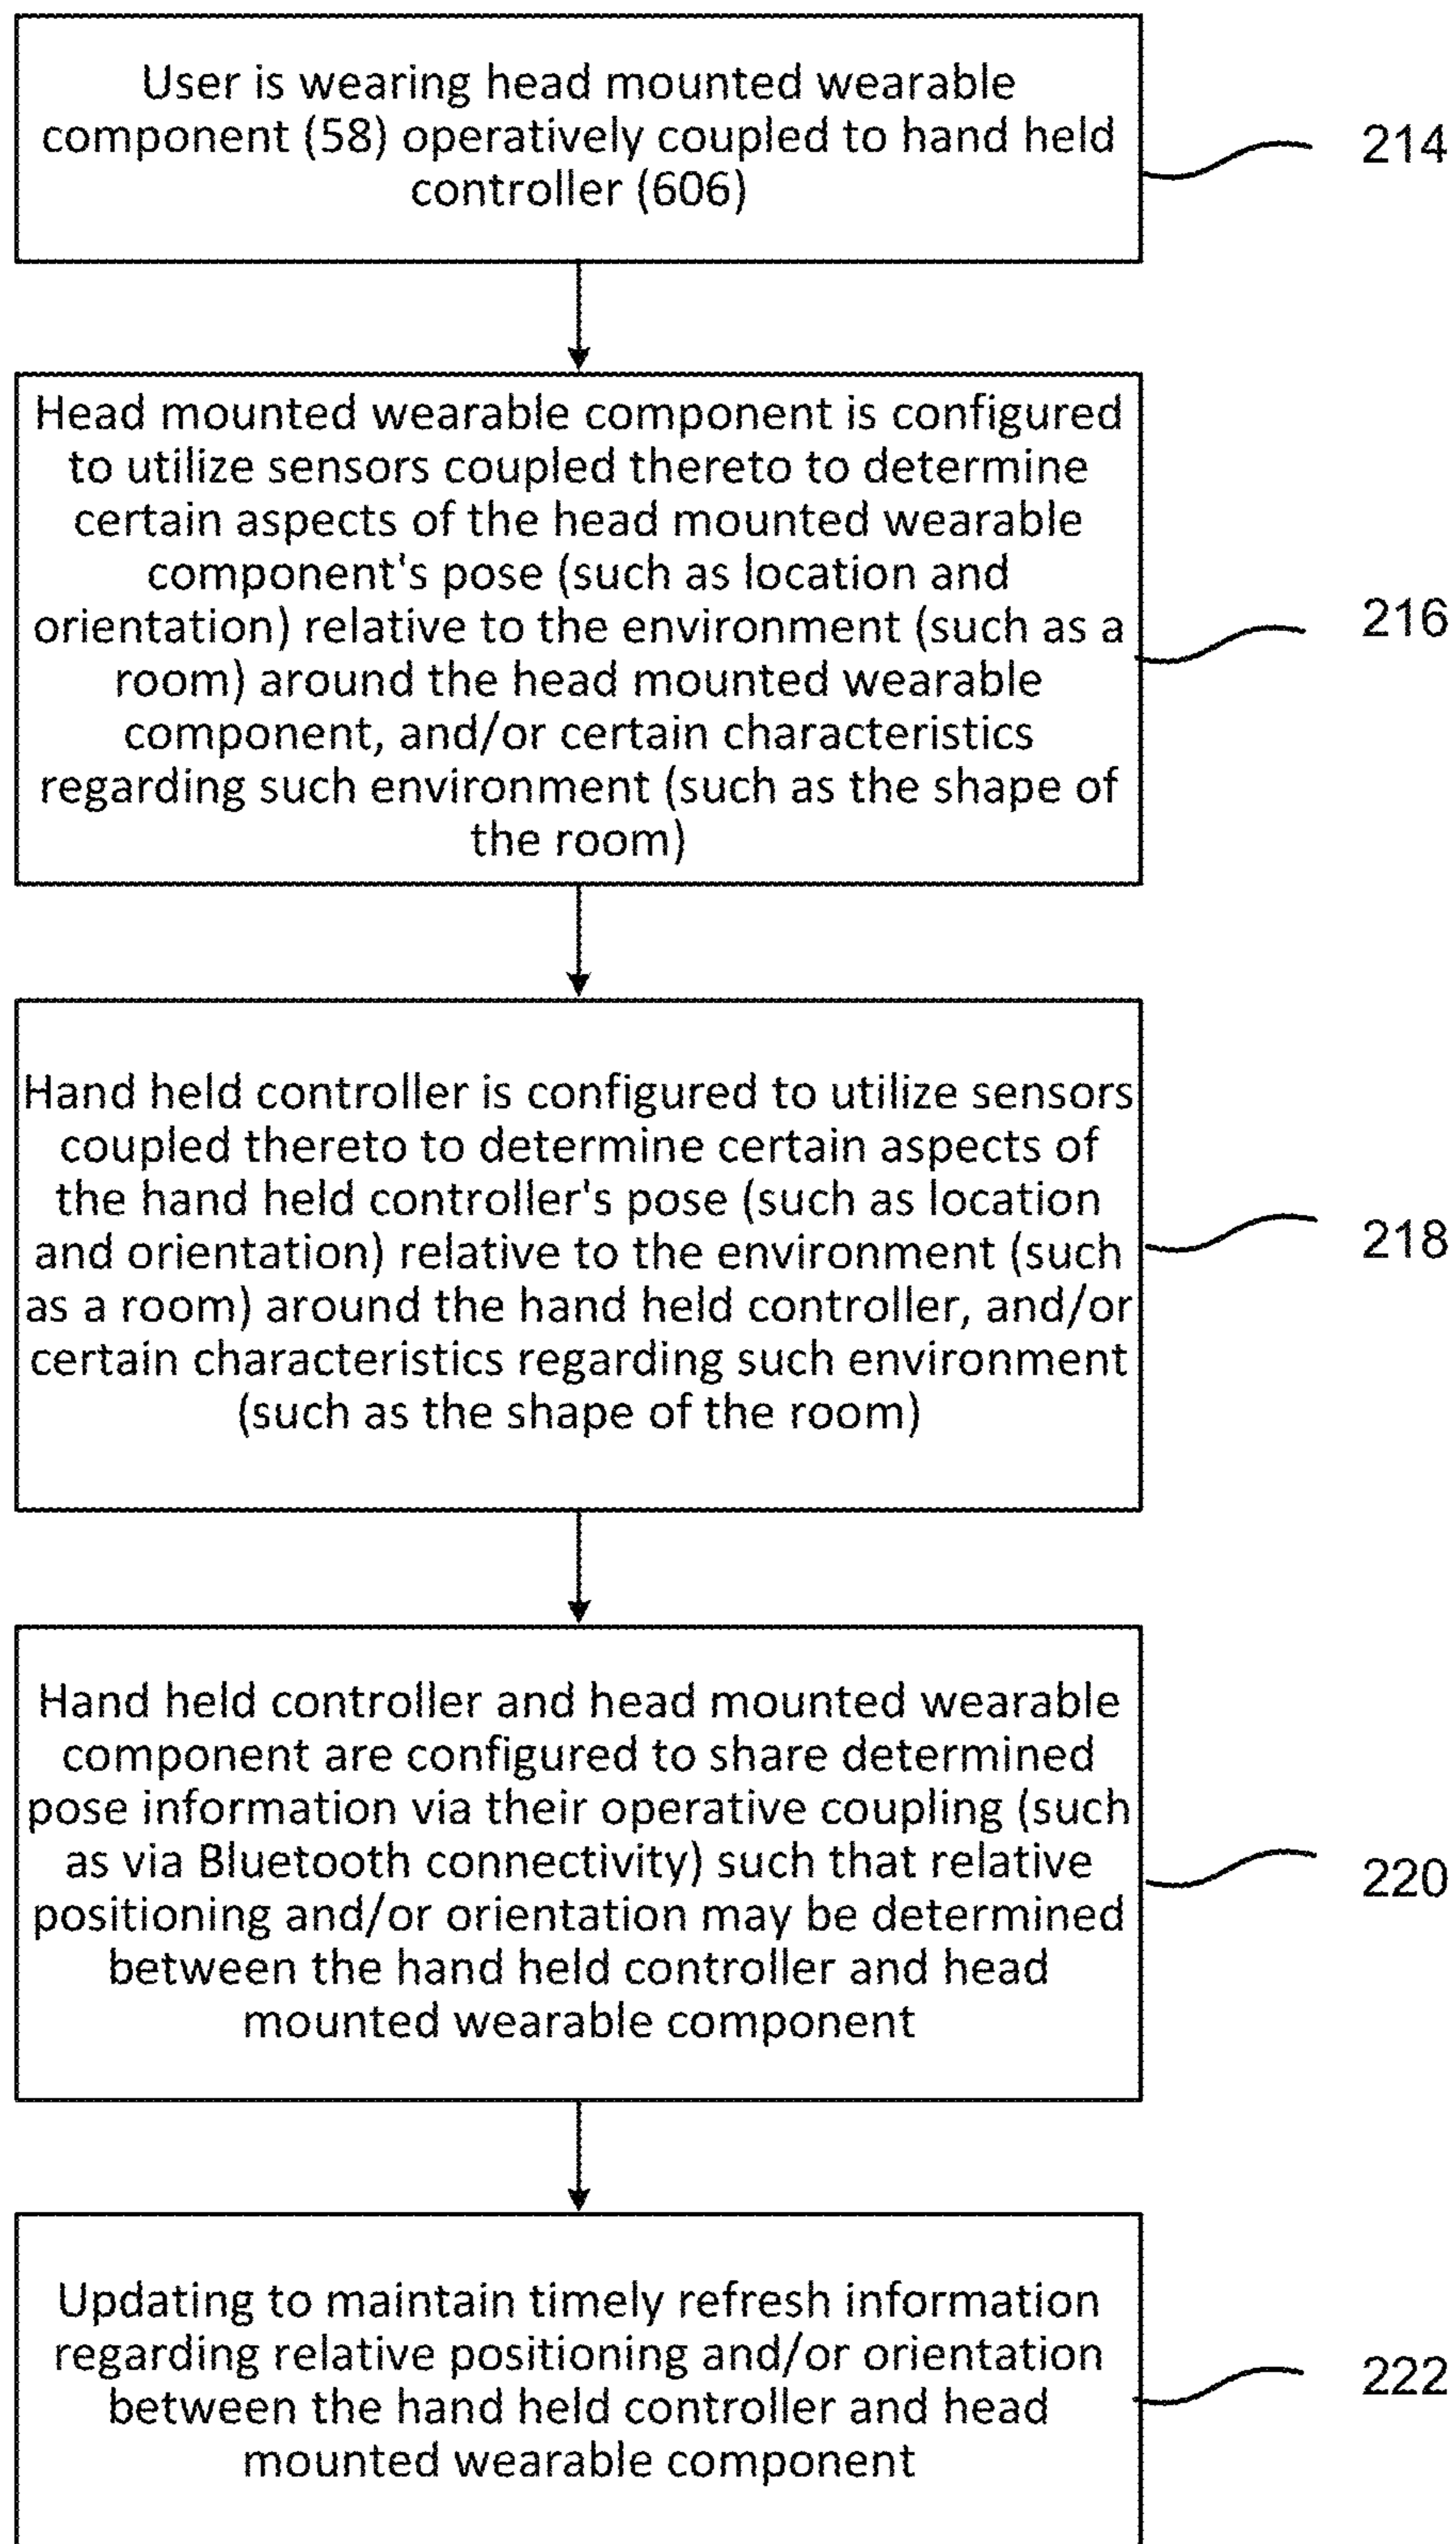 User is wearing head mounted wearable
component (58) operatively coupled to hand held
controller (606)
214
Head mounted wearable component is configured
to utilize sensors coupled thereto to determine
certain aspects of the head mounted wearable
component's pose (such as location and
orientation) relative to the environment (such as a
room) around the head mounted wearable
component, and/or certain characteristics
regarding such environment (such as the shape of
the room)
216
Hand held controller is configured to utilize sensors
coupled thereto to determine certain aspects of
the hand held controller's pose (such as location
and orientation) relative to the environment (such
as a room) around the hand held controller, and/or
certain characteristics regarding such environment
(such as the shape of the room)
218
Hand held controller and head mounted wearable
component are configured to share determined
pose information via their operative coupling (such
as via Bluetooth connectivity) such that relative
positioning and/or orientation may be determined
between the hand held controller and head
mounted wearable component
220
Updating to maintain timely refresh information
regarding relative positioning and/or orientation
between the hand held controller and head
mounted wearable component
222